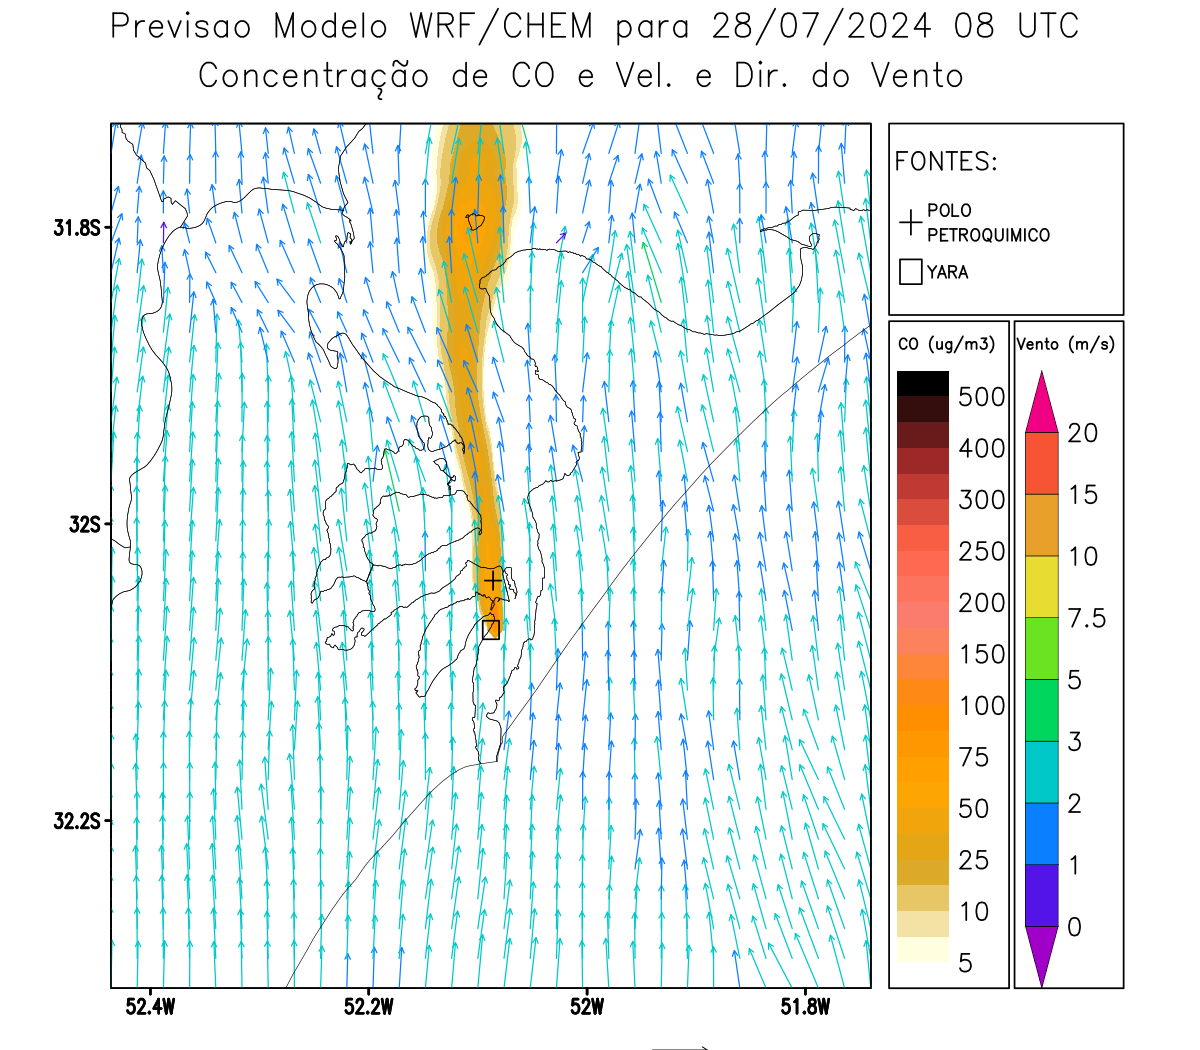 Previsao Modelo WRF/CHEM para 28/07/2024 08 UTC
Concentração de CO e Vel. e Dir. do Vento
FONTES:
POLO
PETROQUIMICO
YARA
CO (ug/m3)
500
400
300
250
200
150
100
75
50
25
10
5
Vento (m/s)
20
15
10
7.5
5
3
2
1
0
31.8S
32S
32.2S
52.4W
52.2W
52W
51.8W